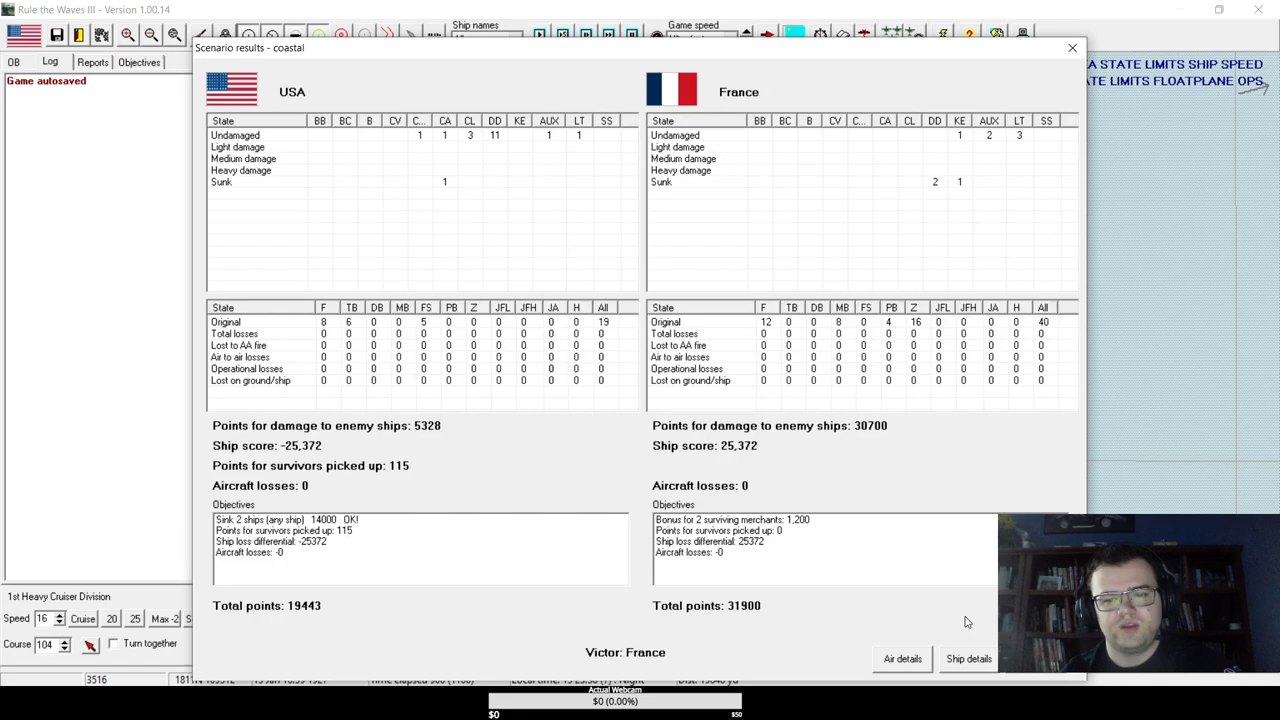 Rule the Waves III - Version 1.00.14
Ship names
Game speed
OB Log Reports Objectives
Game autosaved
A STATE LIMITS SHIP SPEED
TE LIMITS FLOATPLANE OPS
Scenario results - coastal
USA
State BB BC B CV C... CA CL DD KE AUX LT SS
Undamaged 1 1 3 11 1 1
Light damage
Medium damage
Heavy damage
Sunk 1
State F TB DB MB FS PB Z JFL JFH JA H All
Original 8 6 0 0 5 0 0 0 0 0 0 19
Total losses 0 0 0 0 0 0 0 0 0 0 0 0
Lost to AA fire 0 0 0 0 0 0 0 0 0 0 0 0
Air to air losses 0 0 0 0 0 0 0 0 0 0 0 0
Operational losses 0 0 0 0 0 0 0 0 0 0 0 0
Lost on ground/ship 0 0 0 0 0 0 0 0 0 0 0 0
Points for damage to enemy ships: 5328
Ship score: -25,372
Points for survivors picked up: 115
Aircraft losses: 0
Objectives
Sink 2 ships (any ship) 14000 OK!
Points for survivors picked up: 115
Ship loss differential: -25372
Aircraft losses: -0
Total points: 19443
France
State BB BC B CV C... CA CL DD KE AUX LT SS
Undamaged 1 2 3
Light damage
Medium damage
Heavy damage
Sunk 2 1
State F TB DB MB FS PB Z JFL JFH JA H All
Original 12 0 0 8 0 4 16 0 0 0 0 40
Total losses 0 0 0 0 0 0 0 0 0 0 0 0
Lost to AA fire 0 0 0 0 0 0 0 0 0 0 0 0
Air to air losses 0 0 0 0 0 0 0 0 0 0 0 0
Operational losses 0 0 0 0 0 0 0 0 0 0 0 0
Lost on ground/ship 0 0 0 0 0 0 0 0 0 0 0 0
Points for damage to enemy ships: 30700
Ship score: 25,372
Aircraft losses: 0
Objectives
Bonus for 2 surviving merchants: 1,200
Points for survivors picked up: 0
Ship loss differential: 25372
Aircraft losses: -0
Total points: 31900
Victor: France
Air details Ship details
1st Heavy Cruiser Division
Speed 16 Cruise 20 25 Max -2 S
Course 104 Turn together
3516
Actual Webcam
$0 (0.00%)
$0 $50